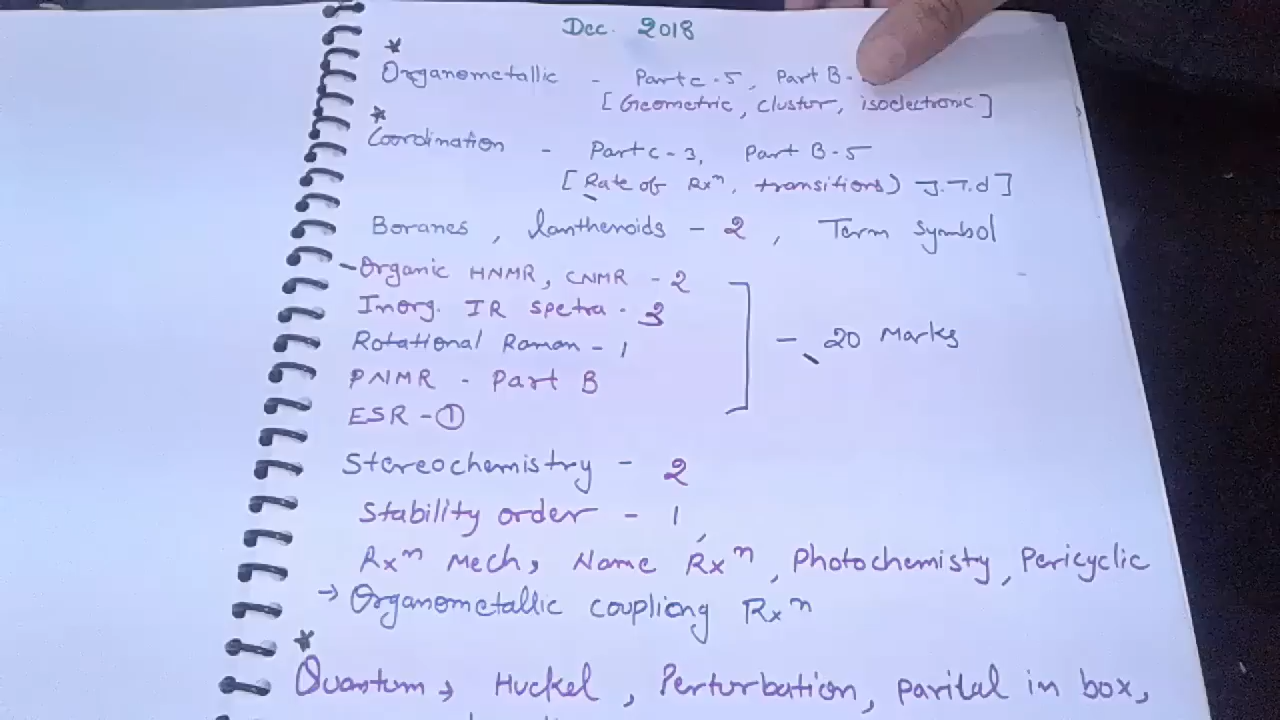 Dec. 2018
* Organometallic - Part C - 5, Part B -
[Geometric, cluster, isoelectronic]
* Coordination - Part C - 3, Part B - 5
[Rate of Rxⁿ, transitions) J.T.d]
Boranes, lanthenoids - 2, Term Symbol
- Organic HNMR, CNMR - 2
Inorg. IR spetra - 3
Rotational Raman - 1
- 20 Marks
PNMR - Part B
ESR - ①
Stereochemistry - 2
Stability order - 1
Rxⁿ Mech, Name Rxⁿ, Photochemisty, Pericyclic
→ Organometallic coupliong Rxⁿ
* Quantum → Huckel, Perturbation, parital in box,